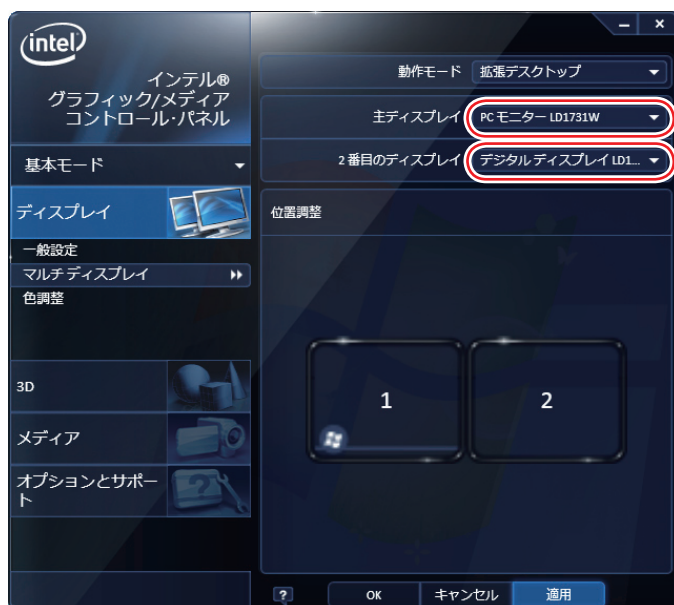 intel
インテル®
グラフィック/メディア
コントロール・パネル
基本モード
ディスプレイ
一般設定
マルチディスプレイ
色調整
3D
メディア
オプションとサポー
ト
動作モード 拡張デスクトップ
主ディスプレイ PC モニター LD1731W
2 番目のディスプレイ デジタル ディスプレイ LD1...
位置調整
1 2
? OK キャンセル 適用